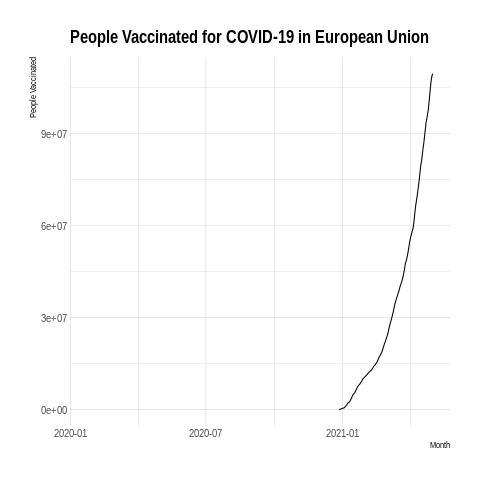 People Vaccinated for COVID-19 in European Union
People Vaccinated
9e+07
6e+07
3e+07
0e+00
2020-01 2020-07 2021-01
Month